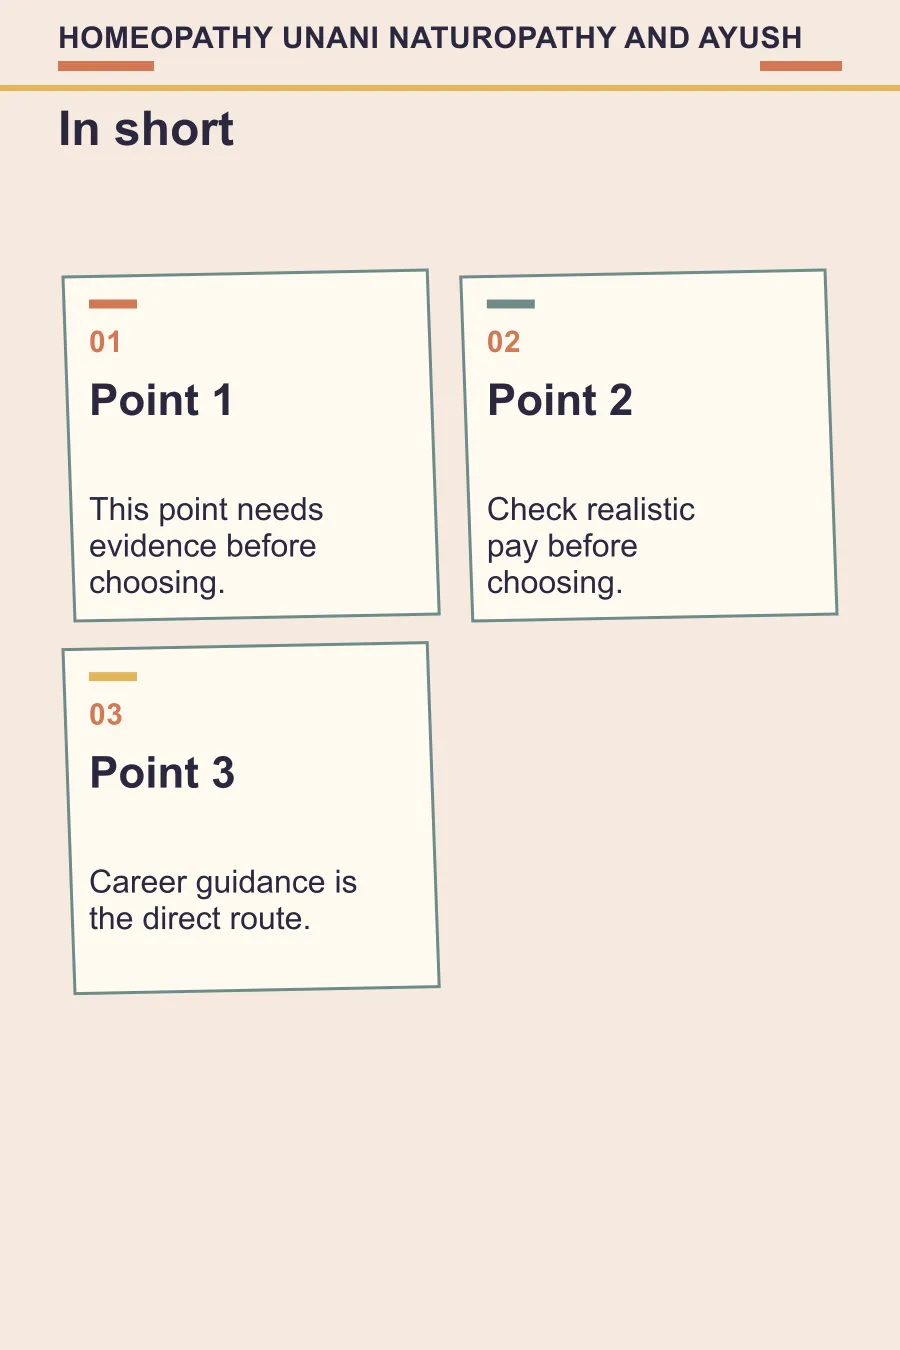 HOMEOPATHY UNANI NATUROPATHY AND AYUSH
In short
01
Point 1
This point needs
evidence before
choosing.
02
Point 2
Check realistic
pay before
choosing.
03
Point 3
Career guidance is
the direct route.